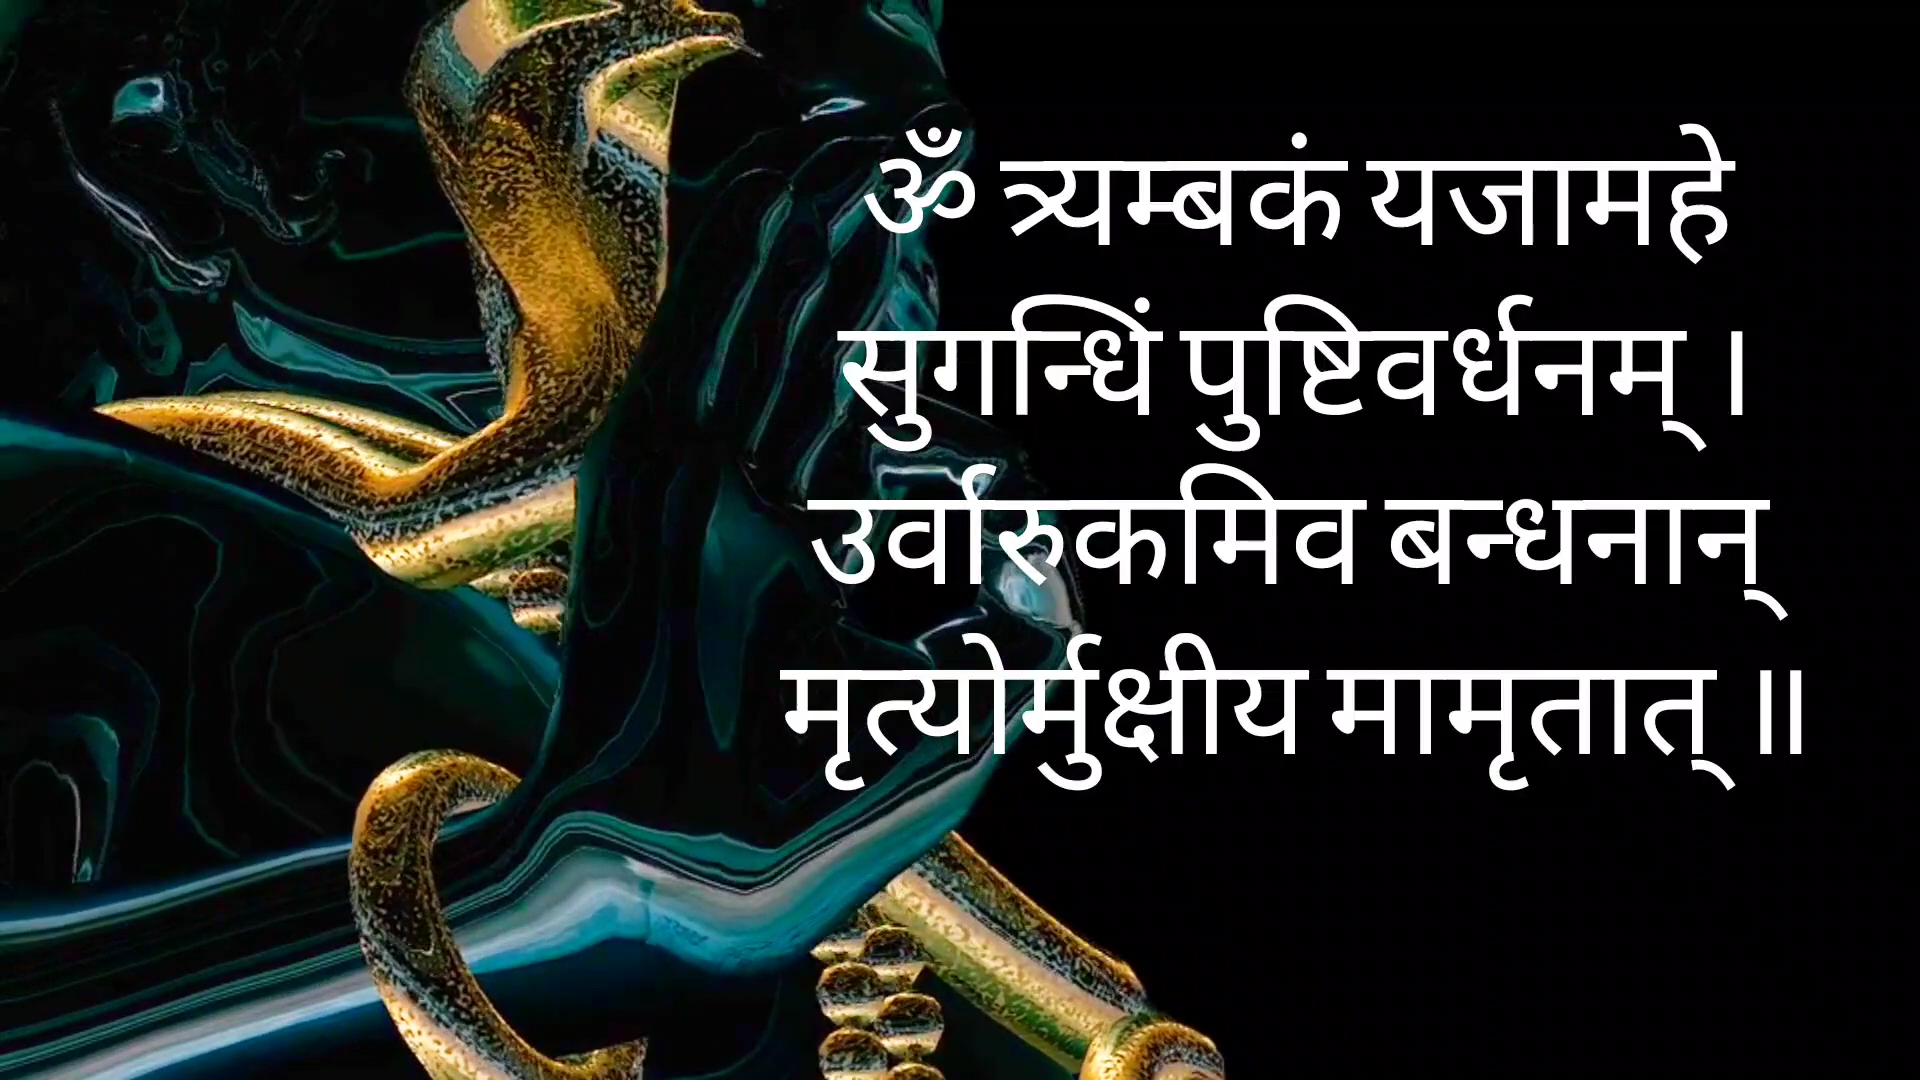 ॐ त्र्यम्बकं यजामहे
सुगन्धिं पुष्टिवर्धनम् ।
उर्वारुकमिव बन्धनान्
मृत्योर्मुक्षीय मामृतात् ॥